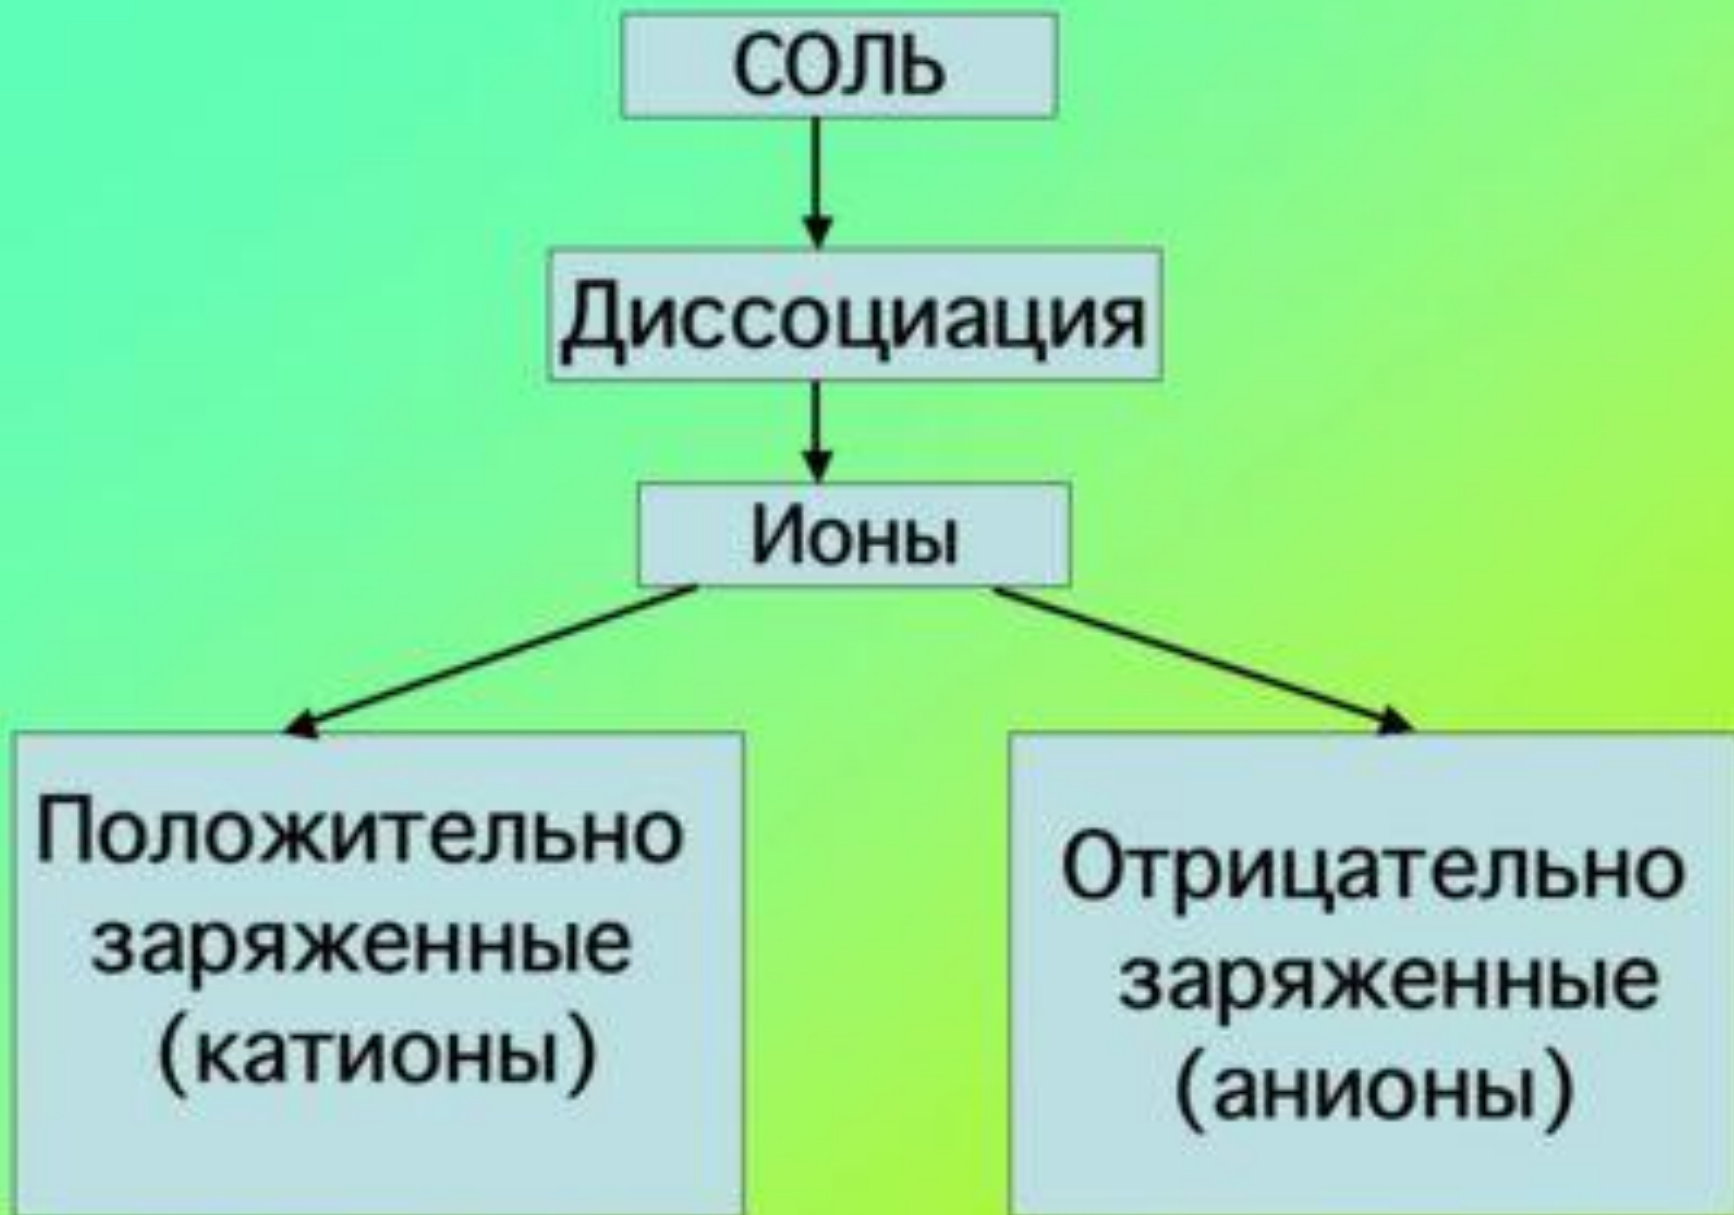 СОЛЬ
Диссоциация
Ионы
Положительно
заряженные
(катионы)
Отрицательно
заряженные
(анионы)